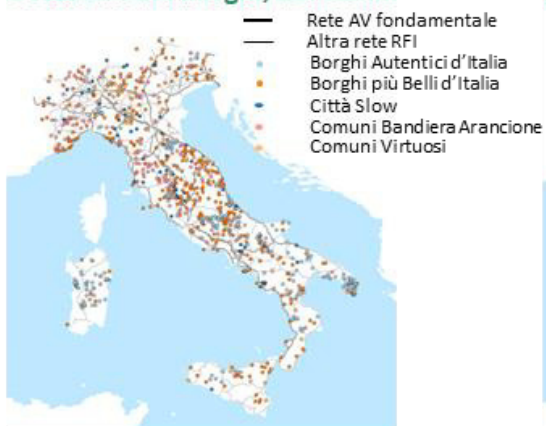 Rete AV fondamentale
Altra rete RFI
Borghi Autentici d'Italia
Borghi più Belli d'Italia
Città Slow
Comuni Bandiera Arancione
Comuni Virtuosi